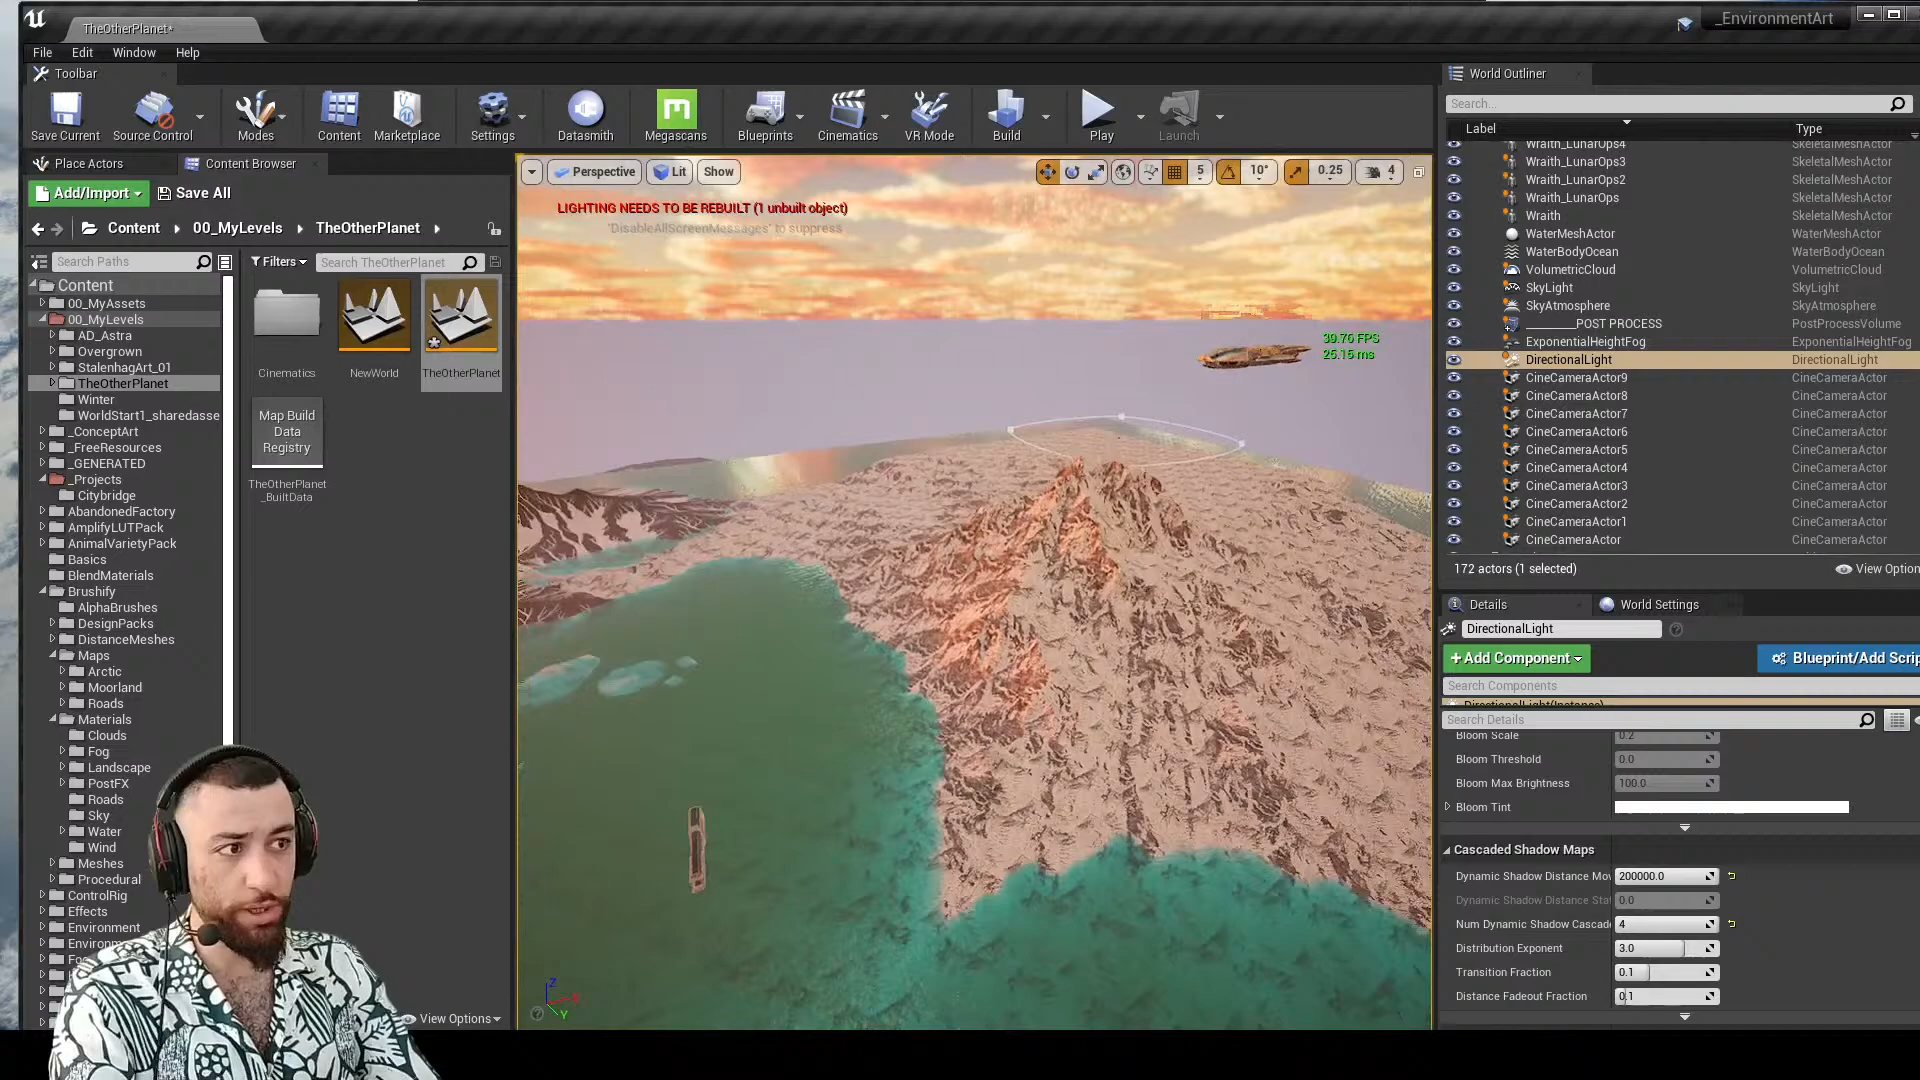 TheOtherPlanet*
_EnvironmentArt
File Edit Window Help
Toolbar
Save Current
Source Control
Modes
Content
Marketplace
Settings
Datasmith
Megascans
Blueprints
Cinematics
VR Mode
Build
Play
Launch
Place Actors
Content Browser
Add/Import
Save All
Content
00_MyLevels
TheOtherPlanet
Search Paths
Filters
Search TheOtherPlanet
Content
00_MyAssets
00_MyLevels
AD_Astra
Overgrown
StalenhagArt_01
TheOtherPlanet
Winter
WorldStart1_sharedasse
_ConceptArt
_FreeResources
_GENERATED
_Projects
Citybridge
AbandonedFactory
AmplifyLUTPack
AnimalVarietyPack
Basics
BlendMaterials
Brushify
AlphaBrushes
DesignPacks
DistanceMeshes
Maps
Arctic
Moorland
Roads
Materials
Clouds
Fog
Landscape
PostFX
Roads
Sky
Water
Wind
Meshes
Procedural
ControlRig
Effects
Environment
Environm
Fo
Cinematics
NewWorld
TheOtherPlanet
Map Build
Data
Registry
TheOtherPlanet
_BuiltData
View Options
Perspective
Lit
Show
5
10°
0.25
4
LIGHTING NEEDS TO BE REBUILT (1 unbuilt object)
'DisableAllScreenMessages' to suppress
39.76 FPS
25.15 ms
Z
Y
World Outliner
Search...
Label Type
Wraith_LunarOps4 SkeletalMeshActor
Wraith_LunarOps3 SkeletalMeshActor
Wraith_LunarOps2 SkeletalMeshActor
Wraith_LunarOps SkeletalMeshActor
Wraith SkeletalMeshActor
WaterMeshActor WaterMeshActor
WaterBodyOcean WaterBodyOcean
VolumetricCloud VolumetricCloud
SkyLight SkyLight
SkyAtmosphere SkyAtmosphere
________POST PROCESS PostProcessVolume
ExponentialHeightFog ExponentialHeightFog
DirectionalLight DirectionalLight
CineCameraActor9 CineCameraActor
CineCameraActor8 CineCameraActor
CineCameraActor7 CineCameraActor
CineCameraActor6 CineCameraActor
CineCameraActor5 CineCameraActor
CineCameraActor4 CineCameraActor
CineCameraActor3 CineCameraActor
CineCameraActor2 CineCameraActor
CineCameraActor1 CineCameraActor
CineCameraActor CineCameraActor
172 actors (1 selected)
View Option
Details
World Settings
DirectionalLight
+Add Component
Blueprint/Add Scrip
Search Components
DirectionalLight(Instance)
Search Details
Bloom Scale 0.2
Bloom Threshold 0.0
Bloom Max Brightness 100.0
Bloom Tint
Cascaded Shadow Maps
Dynamic Shadow Distance Mov 200000.0
Dynamic Shadow Distance Sta 0.0
Num Dynamic Shadow Cascad 4
Distribution Exponent 3.0
Transition Fraction 0.1
Distance Fadeout Fraction 0.1